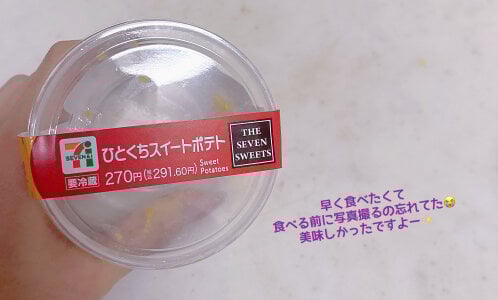 SEVEN&i
ひとくちスイートポテト
Sweet
Potatoes
要冷蔵
270円(税込291.60円)
THE
SEVEN
SWEETS
早く食べたくて
食べる前に写真撮るの忘れてた😭
美味しかったですよー✨